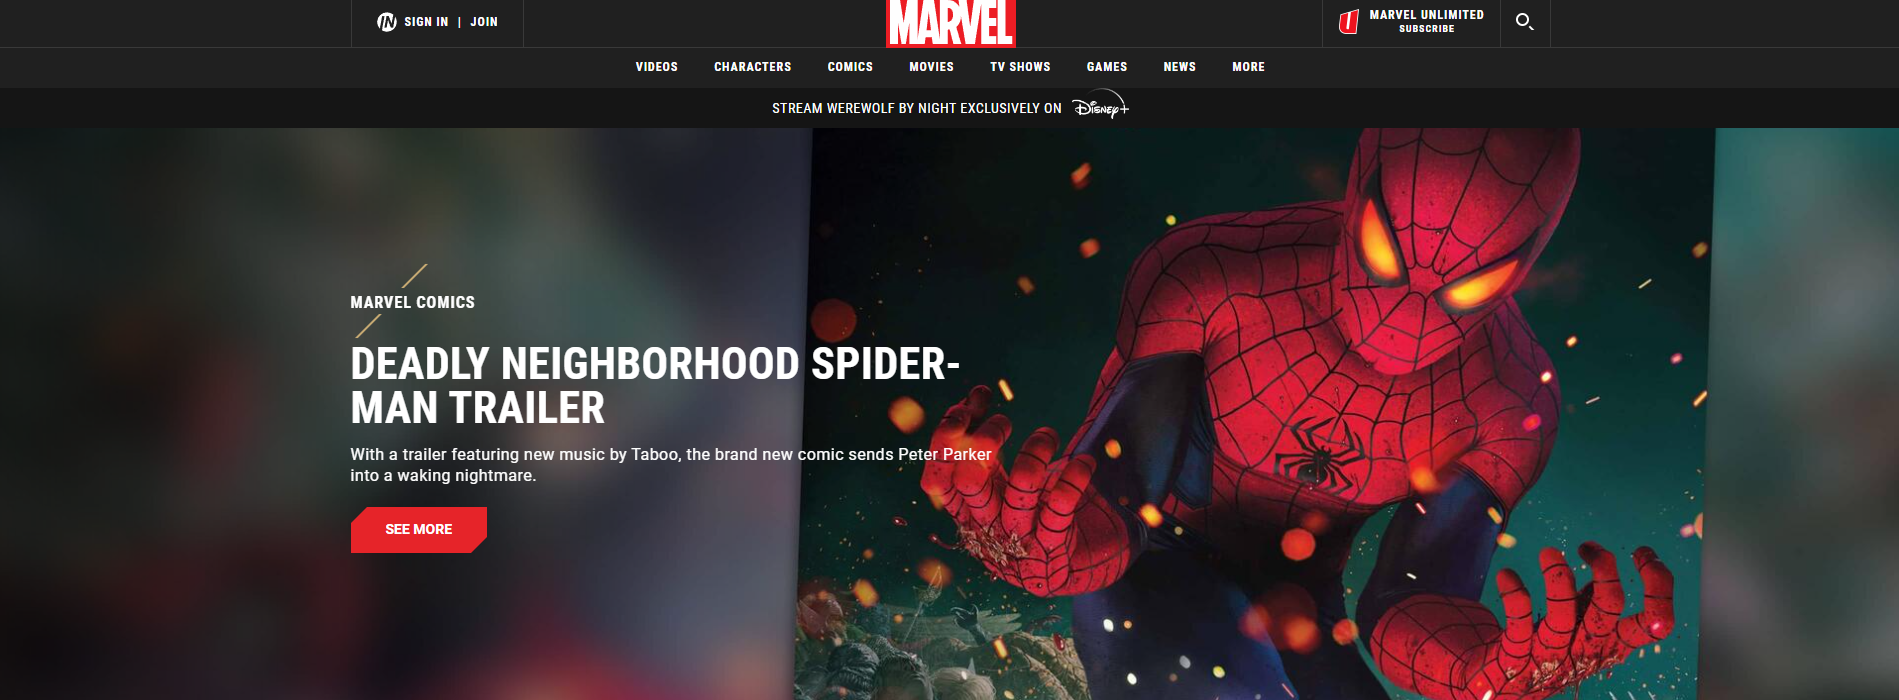 SIGN IN | JOIN
MARVEL
MARVEL UNLIMITED
SUBSCRIBE
VIDEOS CHARACTERS COMICS MOVIES TV SHOWS GAMES NEWS MORE
STREAM WEREWOLF BY NIGHT EXCLUSIVELY ON Disney+
MARVEL COMICS
DEADLY NEIGHBORHOOD SPIDER-
MAN TRAILER
With a trailer featuring new music by Taboo, the brand new comic sends Peter Parker
into a waking nightmare.
SEE MORE